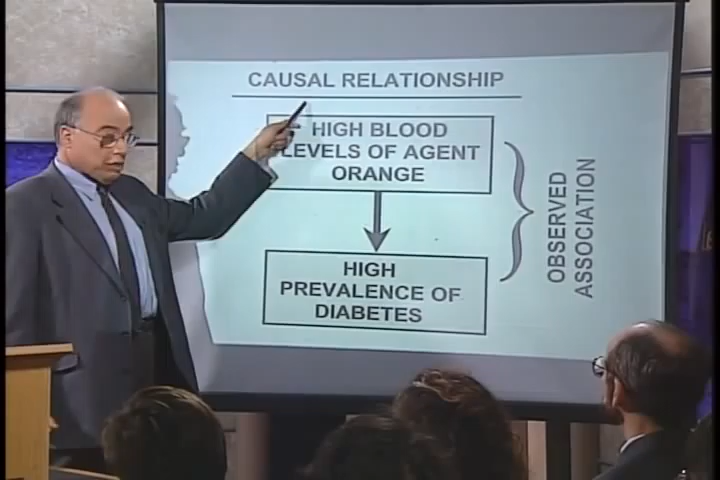 CAUSAL RELATIONSHIP
HIGH BLOOD
LEVELS OF AGENT
ORANGE
HIGH
PREVALENCE OF
DIABETES
OBSERVED
ASSOCIATION